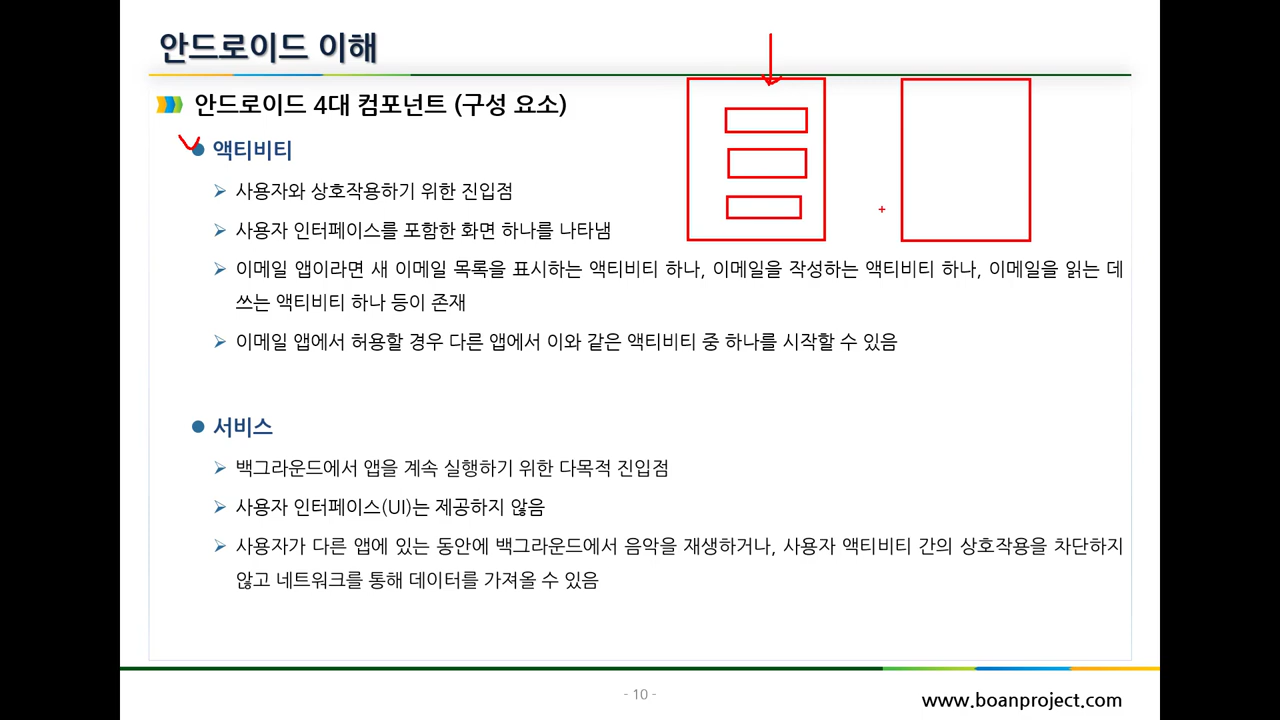 안드로이드 이해
안드로이드 4대 컴포넌트 (구성 요소)
액티비티
사용자와 상호작용하기 위한 진입점
사용자 인터페이스를 포함한 화면 하나를 나타냄
이메일 앱이라면 새 이메일 목록을 표시하는 액티비티 하나, 이메일을 작성하는 액티비티 하나, 이메일을 읽는 데
쓰는 액티비티 하나 등이 존재
이메일 앱에서 허용할 경우 다른 앱에서 이와 같은 액티비티 중 하나를 시작할 수 있음
서비스
백그라운드에서 앱을 계속 실행하기 위한 다목적 진입점
사용자 인터페이스(UI)는 제공하지 않음
사용자가 다른 앱에 있는 동안에 백그라운드에서 음악을 재생하거나, 사용자 액티비티 간의 상호작용을 차단하지
않고 네트워크를 통해 데이터를 가져올 수 있음
- 10 -
www.boanproject.com